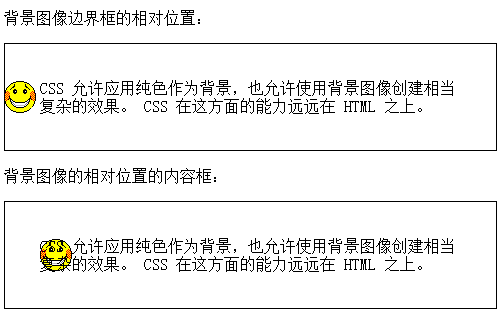 背景图像边界框的相对位置：
CSS 允许应用纯色作为背景，也允许使用背景图像创建相当
复杂的效果。 CSS 在这方面的能力远远在 HTML 之上。
背景图像的相对位置的内容框：
CSS 允许应用纯色作为背景，也允许使用背景图像创建相当
复杂的效果。 CSS 在这方面的能力远远在 HTML 之上。